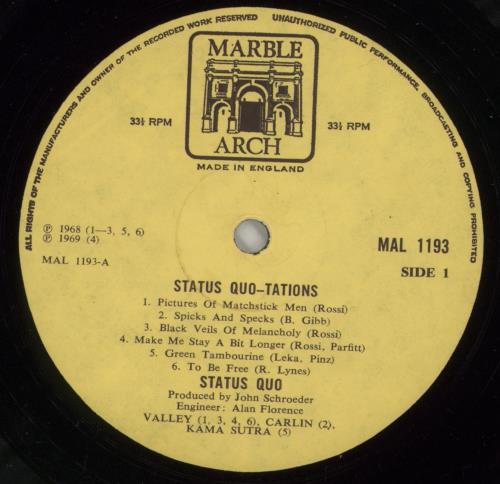 ALL RIGHTS OF THE MANUFACTURERS AND OWNER OF THE RECORDED WORK RESERVED UNAUTHORIZED PUBLIC PERFORMANCE, BROADCASTING AND COPYING PROHIBITED
MARBLE
ARCH
33⅓ RPM
33⅓ RPM
MADE IN ENGLAND
Ⓟ 1968 (1—3, 5, 6)
Ⓟ 1969 (4)
MAL 1193-A
MAL 1193
SIDE 1
STATUS QUO–TATIONS
1. Pictures Of Matchstick Men (Rossi)
2. Spicks And Specks (B. Gibb)
3. Black Veils Of Melancholy (Rossi)
4. Make Me Stay A Bit Longer (Rossi, Parfitt)
5. Green Tambourine (Leka, Pinz)
6. To Be Free (R. Lynes)
STATUS QUO
Produced by John Schroeder
Engineer: Alan Florence
VALLEY (1, 3, 4, 6), CARLIN (2),
KAMA SUTRA (5)